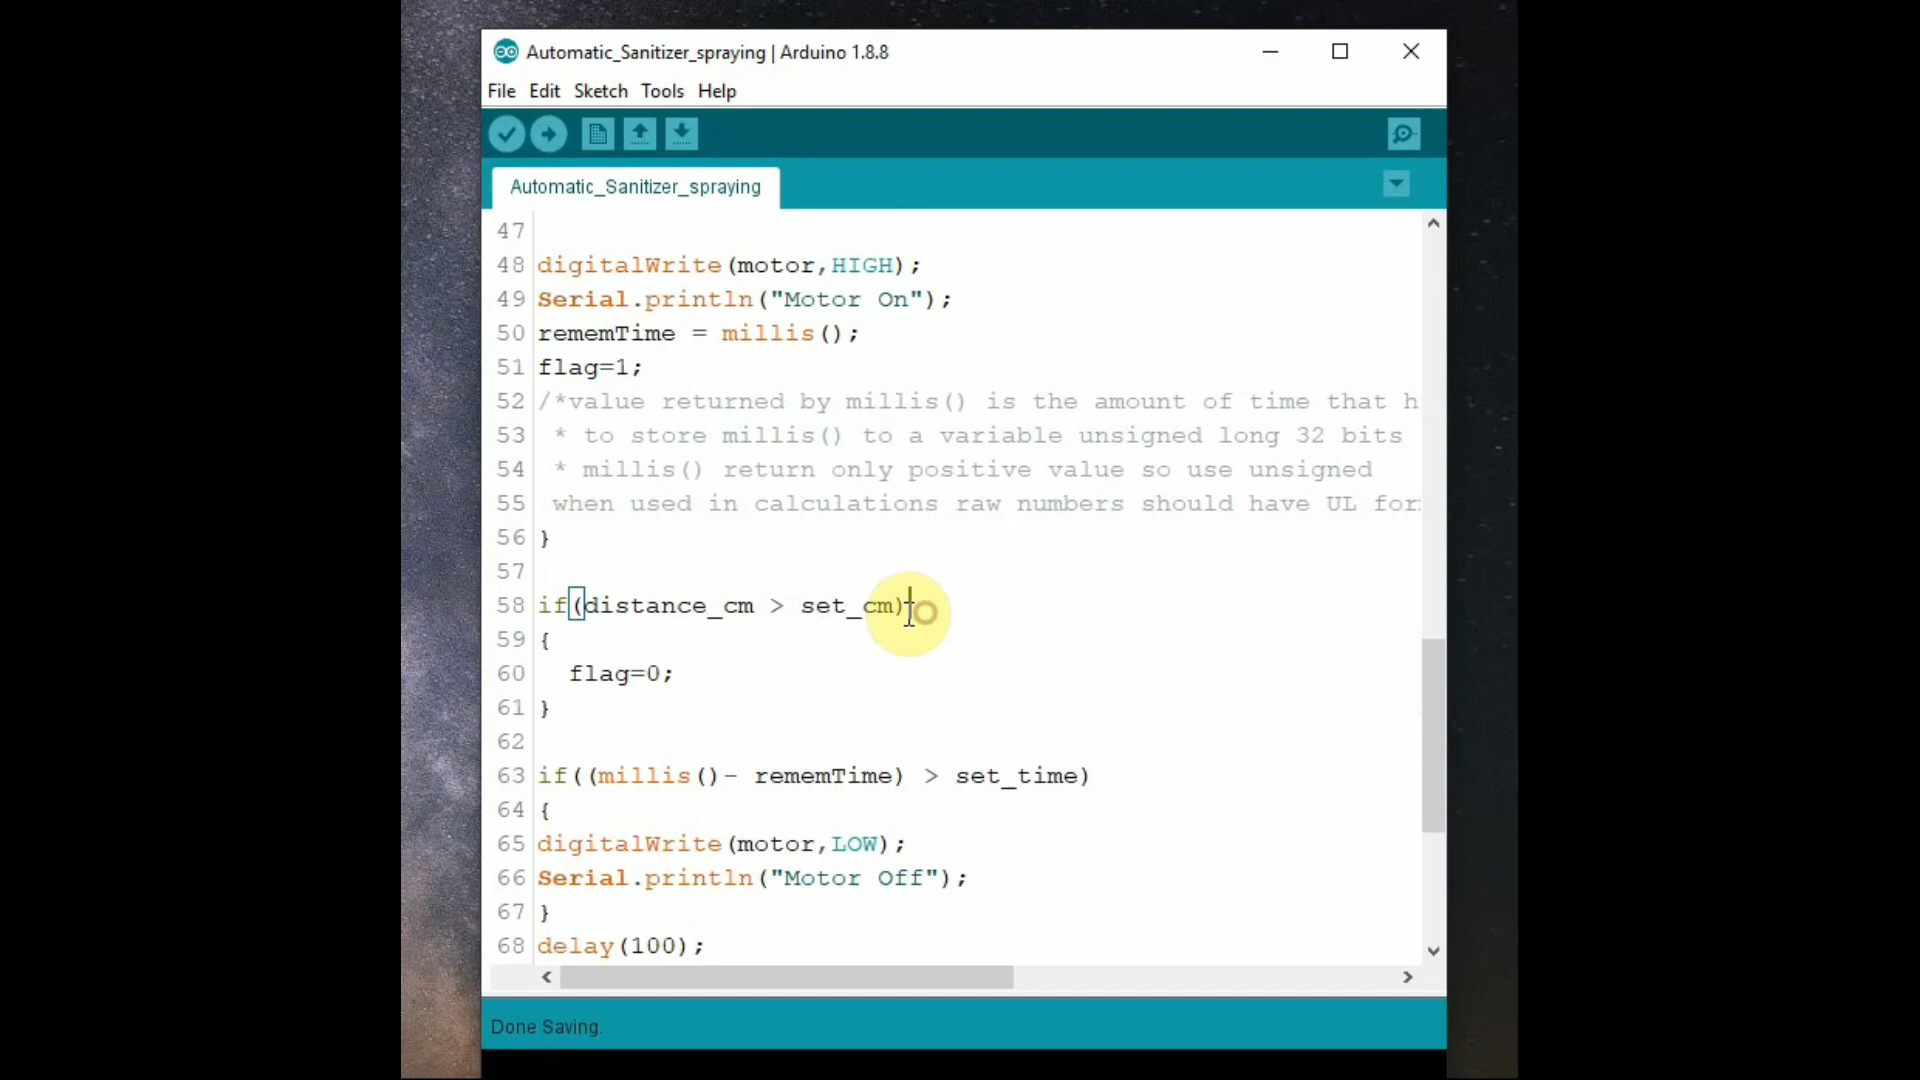 Automatic_Sanitizer_spraying | Arduino 1.8.8
File Edit Sketch Tools Help
Automatic_Sanitizer_spraying
47
48 digitalWrite(motor,HIGH);
49 Serial.println("Motor On");
50 rememTime = millis();
51 flag=1;
52 /*value returned by millis() is the amount of time that h
53 * to store millis() to a variable unsigned long 32 bits
54 * millis() return only positive value so use unsigned
55 when used in calculations raw numbers should have UL for
56 }
57
58 if(distance_cm > set_cm)
59 {
60 flag=0;
61 }
62
63 if((millis()- rememTime) > set_time)
64 {
65 digitalWrite(motor,LOW);
66 Serial.println("Motor Off");
67 }
68 delay(100);
Done Saving.